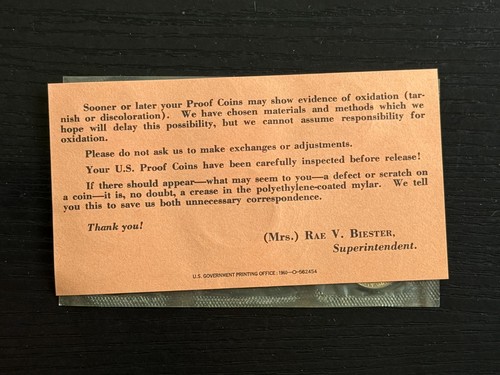 Sooner or later your Proof Coins may show evidence of oxidation (tar-
nish or discoloration). We have chosen materials and methods which we
hope will delay this possibility, but we cannot assume responsibility for
oxidation.
Please do not ask us to make exchanges or adjustments.
Your U.S. Proof Coins have been carefully inspected before release!
If there should appear—what may seem to you—a defect or scratch on
a coin—it is, no doubt, a crease in the polyethylene-coated mylar. We tell
you this to save us both unnecessary correspondence.
Thank you!
(Mrs.) RAE V. BIESTER,
Superintendent.
U.S. GOVERNMENT PRINTING OFFICE: 1960—O-562454